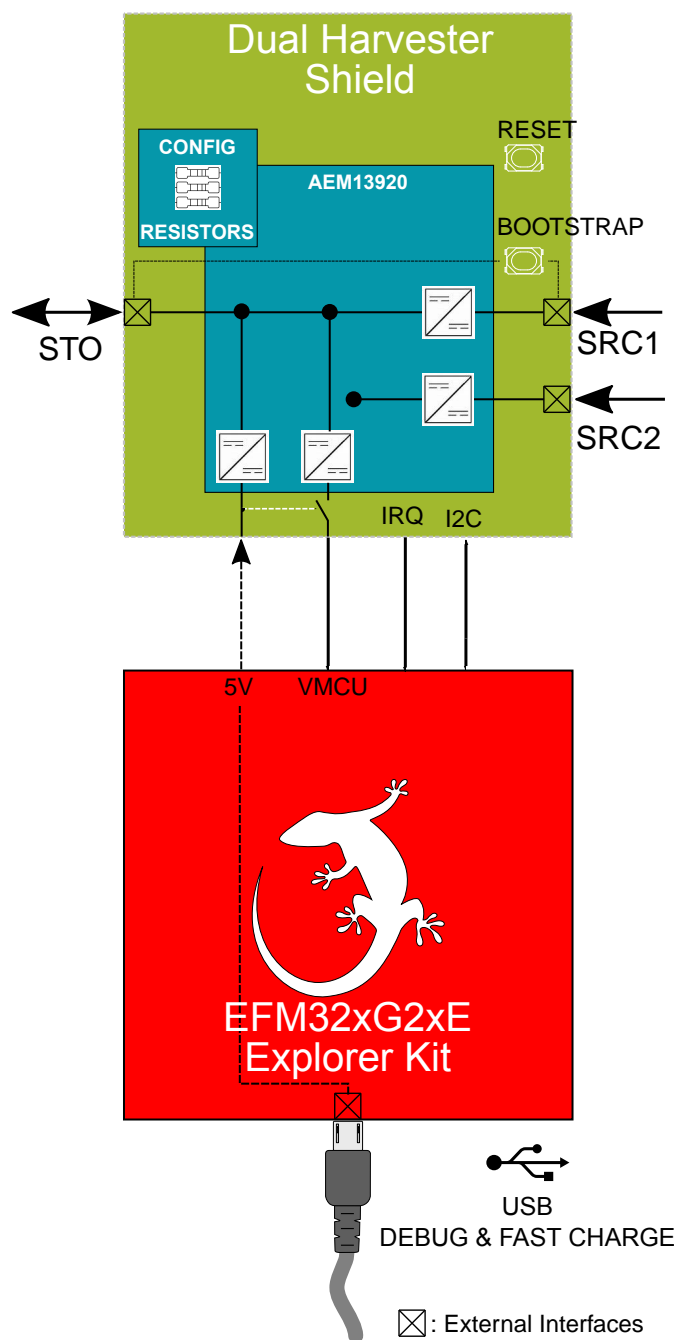 Dual Harvester
Shield
RESET
CONFIG
AEM13920
RESISTORS
BOOTSTRAP
STO
SRC1
SRC2
IRQ
I2C
5V
VMCU
EFM32xG2xE
Explorer Kit
USB
DEBUG & FAST CHARGE
: External Interfaces